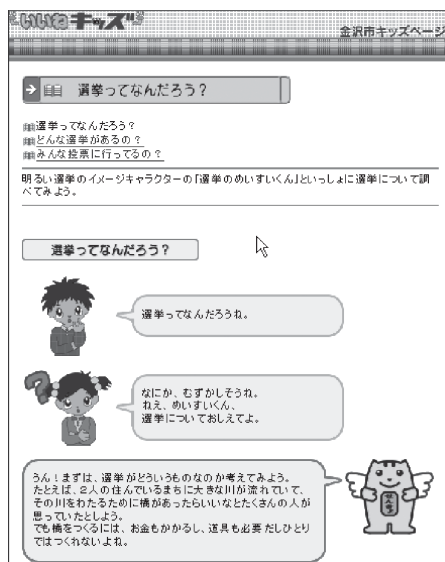 いいねキッズ
金沢市キッズページ
選挙ってなんだろう？
選挙ってなんだろう？
どんな選挙があるの？
みんな投票に行ってるの？
明るい選挙のイメージキャラクターの「選挙のめいすいくん」といっしょに選挙について調
べてみよう。
選挙ってなんだろう？
選挙ってなんだろうね。
なにか、むずかしそうね。
ねえ、めいすいくん、
選挙についておしえてよ。
うん！まずは、選挙がどういうものなのか考えてみよう。
たとえば、2人の住んでいるまちに大きな川が流れていて、
その川をわたるために橋があったらいいなとたくさんの人が
思っていたとしよう。
でも橋をつくるには、お金もかかるし、道具も必要だしひとり
ではつくれないよね。